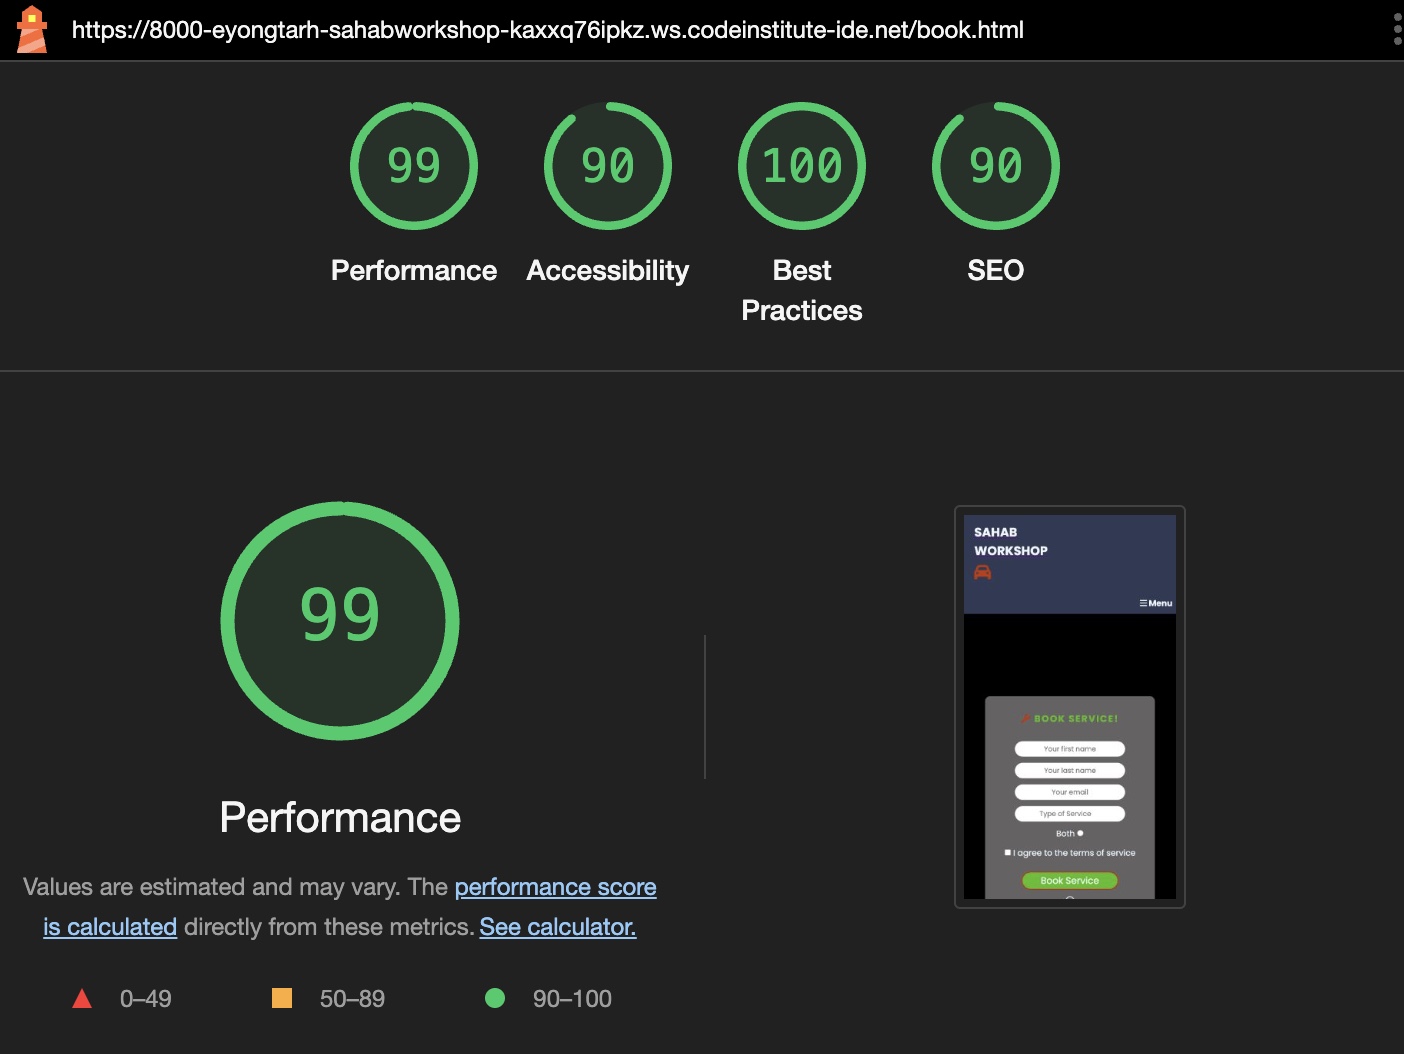 https://8000-eyongtarh-sahabworkshop-kaxxq76ipkz.ws.codeinstitute-ide.net/book.html
99
90
100
90
Performance
Accessibility
Best
Practices
SEO
99
Performance
Values are estimated and may vary. The performance score
is calculated directly from these metrics. See calculator.
0–49
50–89
90–100
SAHAB
WORKSHOP
Menu
BOOK SERVICE!
Your first name
Your last name
Your email
Type of Service
Both
I agree to the terms of service
Book Service